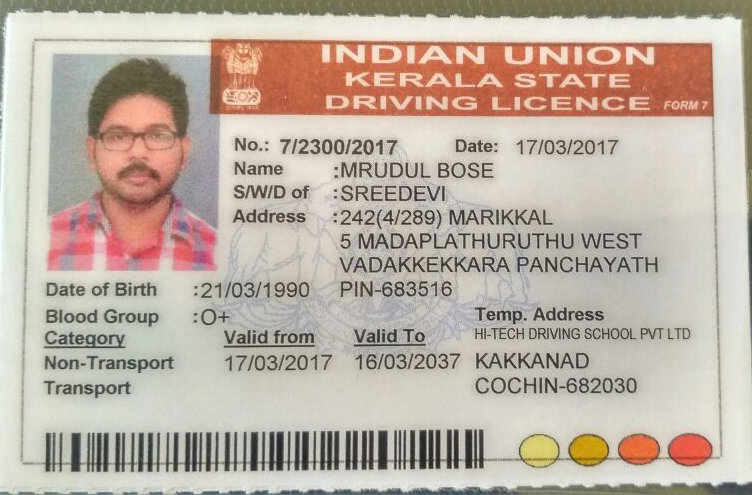 INDIAN UNION
KERALA STATE
DRIVING LICENCE FORM 7
No.: 7/2300/2017 Date: 17/03/2017
Name :MRUDUL BOSE
S/W/D of :SREEDEVI
Address :242(4/289) MARIKKAL
5 MADAPLATHURUTHU WEST
VADAKKEKKARA PANCHAYATH
Date of Birth :21/03/1990 PIN-683516
Blood Group :O+ Temp. Address
Category Valid from Valid To HI-TECH DRIVING SCHOOL PVT LTD
Non-Transport 17/03/2017 16/03/2037 KAKKANAD
Transport COCHIN-682030